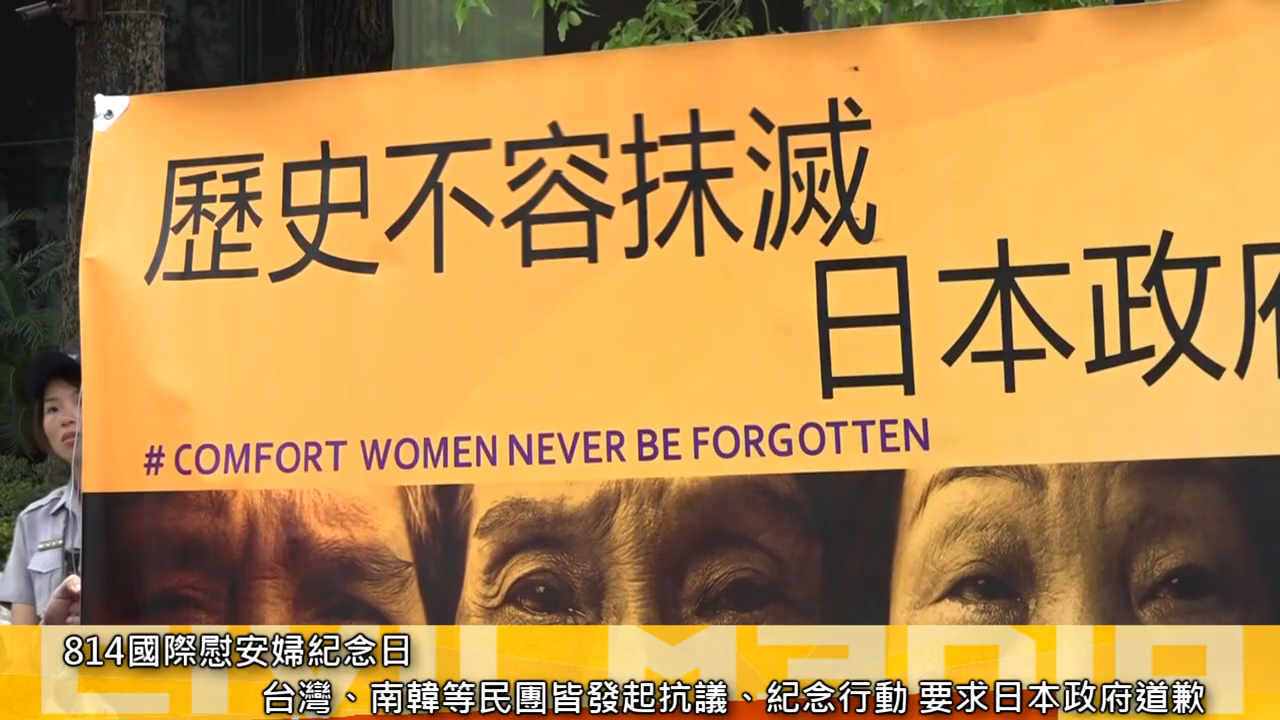 歷史不容抹滅
日本政府
# COMFORT WOMEN NEVER BE FORGOTTEN
814國際慰安婦紀念日
台灣、南韓等民團皆發起抗議、紀念行動 要求日本政府道歉